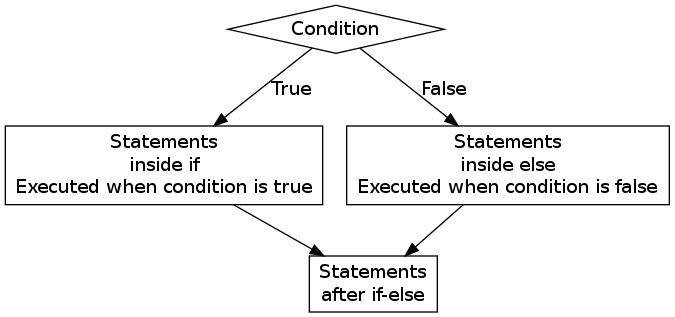 Condition
True
False
Statements
inside if
Executed when condition is true
Statements
inside else
Executed when condition is false
Statements
after if-else